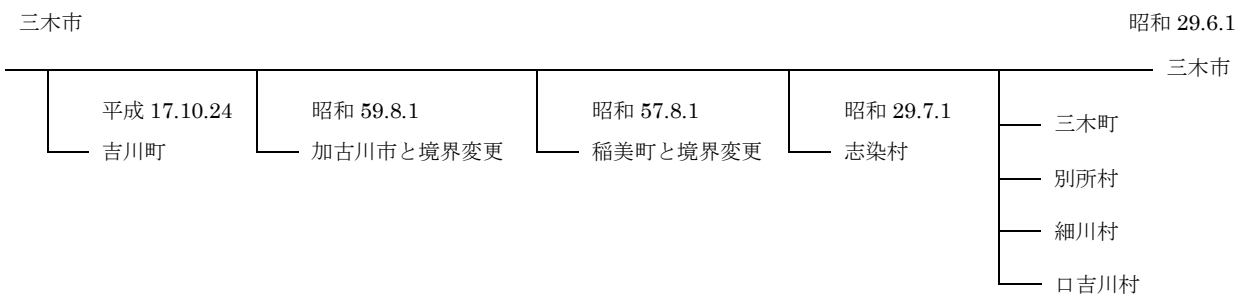 三木市
昭和 29.6.1
三木市
平成 17.10.24
吉川町
昭和 59.8.1
加古川市と境界変更
昭和 57.8.1
稲美町と境界変更
昭和 29.7.1
志染村
三木町
別所村
細川村
口吉川村